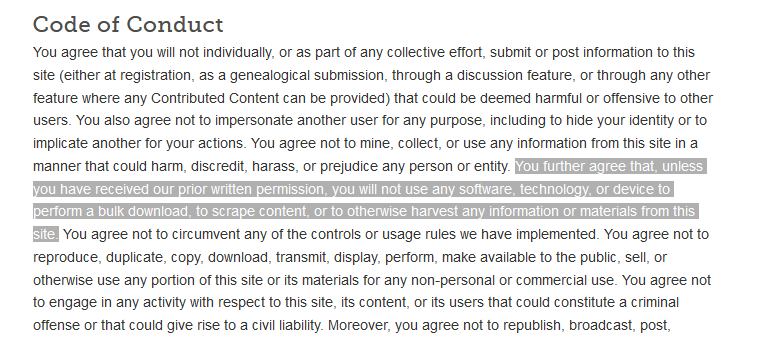 Code of Conduct
You agree that you will not individually, or as part of any collective effort, submit or post information to this
site (either at registration, as a genealogical submission, through a discussion feature, or through any other
feature where any Contributed Content can be provided) that could be deemed harmful or offensive to other
users. You also agree not to impersonate another user for any purpose, including to hide your identity or to
implicate another for your actions. You agree not to mine, collect, or use any information from this site in a
manner that could harm, discredit, harass, or prejudice any person or entity. You further agree that, unless
you have received our prior written permission, you will not use any software, technology, or device to
perform a bulk download, to scrape content, or to otherwise harvest any information or materials from this
site. You agree not to circumvent any of the controls or usage rules we have implemented. You agree not to
reproduce, duplicate, copy, download, transmit, display, perform, make available to the public, sell, or
otherwise use any portion of this site or its materials for any non-personal or commercial use. You agree not
to engage in any activity with respect to this site, its content, or its users that could constitute a criminal
offense or that could give rise to a civil liability. Moreover, you agree not to republish, broadcast, post,